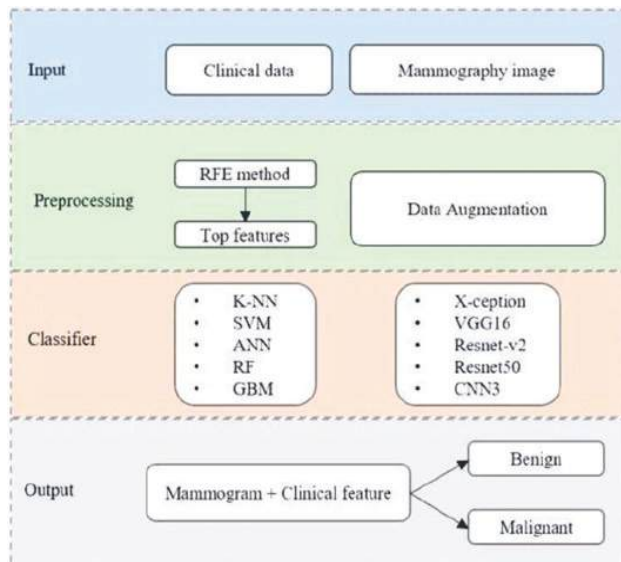 Input
Clinical data
Mammography image
Preprocessing
RFE method
Top features
Data Augmentation
Classifier
• K-NN
• SVM
• ANN
• RF
• GBM
• X-ception
• VGG16
• Resnet-v2
• Resnet50
• CNN3
Output
Mammogram + Clinical feature
Benign
Malignant